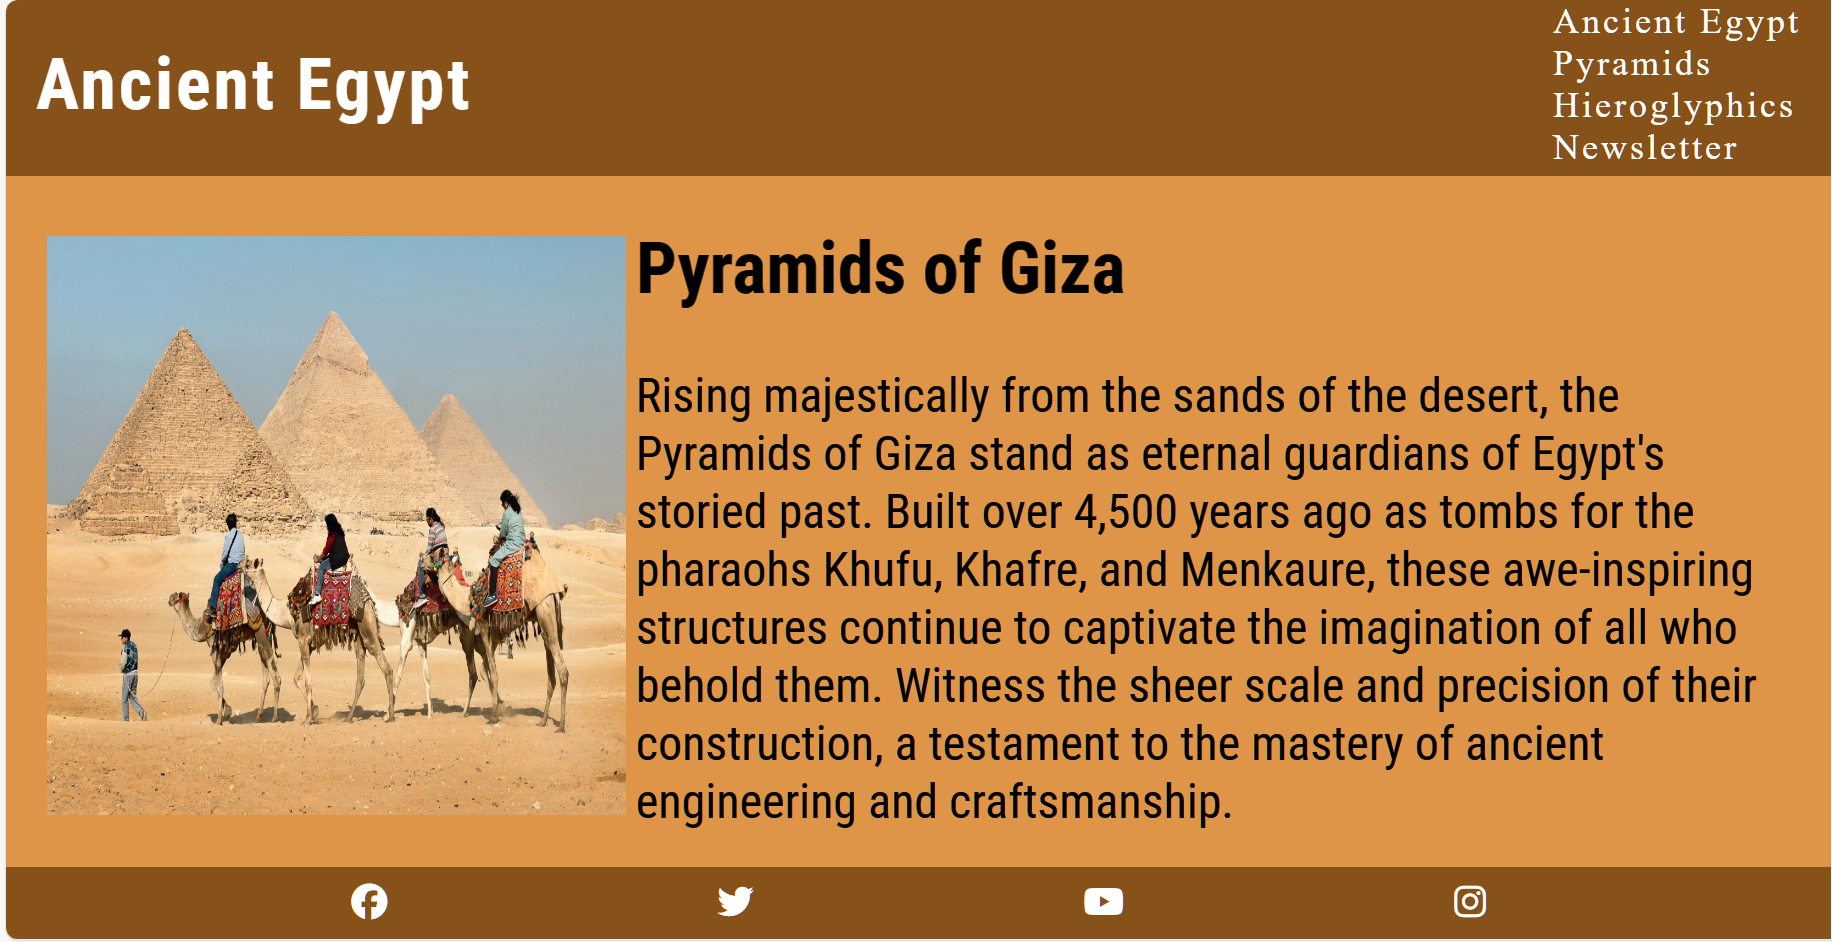 Ancient Egypt
Ancient Egypt
Pyramids
Hieroglyphics
Newsletter
Pyramids of Giza
Rising majestically from the sands of the desert, the
Pyramids of Giza stand as eternal guardians of Egypt's
storied past. Built over 4,500 years ago as tombs for the
pharaohs Khufu, Khafre, and Menkaure, these awe-inspiring
structures continue to captivate the imagination of all who
behold them. Witness the sheer scale and precision of their
construction, a testament to the mastery of ancient
engineering and craftsmanship.